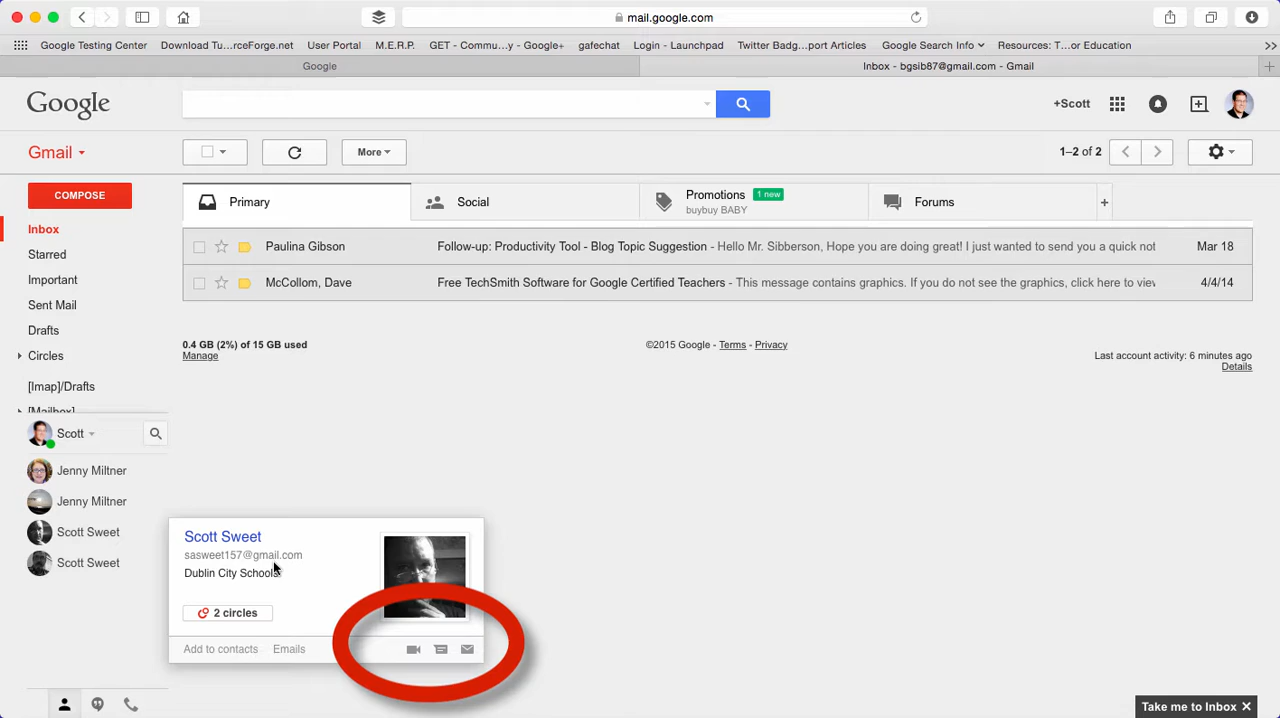 mail.google.com
Google Testing Center Download Tu...rceForge.net User Portal M.E.R.P. GET - Commu...y - Google+ gafechat Login - Launchpad Twitter Badg...port Articles Google Search Info Resources: T...or Education
Google Inbox - bgsib87@gmail.com - Gmail
Google +Scott
Gmail More 1–2 of 2
COMPOSE
Primary Social Promotions 1 new Forums +
buybuy BABY
Inbox
Starred
Important
Sent Mail
Drafts
Circles
[Imap]/Drafts
[Mailbox]
Paulina Gibson Follow-up: Productivity Tool - Blog Topic Suggestion - Hello Mr. Sibberson, Hope you are doing great! I just wanted to send you a quick not Mar 18
McCollom, Dave Free TechSmith Software for Google Certified Teachers - This message contains graphics. If you do not see the graphics, click here to view 4/4/14
0.4 GB (2%) of 15 GB used
Manage
©2015 Google - Terms - Privacy
Last account activity: 6 minutes ago
Details
Scott
Jenny Miltner
Jenny Miltner
Scott Sweet
Scott Sweet
Scott Sweet
sasweet157@gmail.com
Dublin City Schools
2 circles
Add to contacts Emails
Take me to Inbox